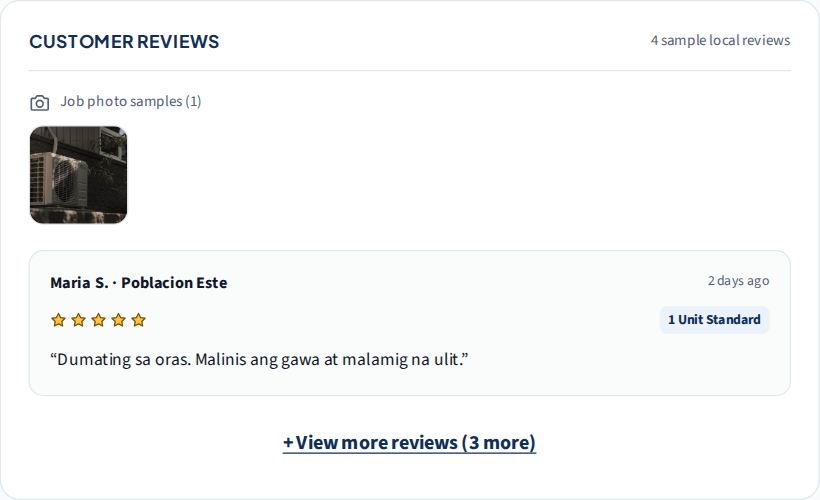 CUSTOMER REVIEWS
4 sample local reviews
Job photo samples (1)
Maria S. · Poblacion Este
2 days ago
1 Unit Standard
“Dumating sa oras. Malinis ang gawa at malamig na ulit.”
+ View more reviews (3 more)